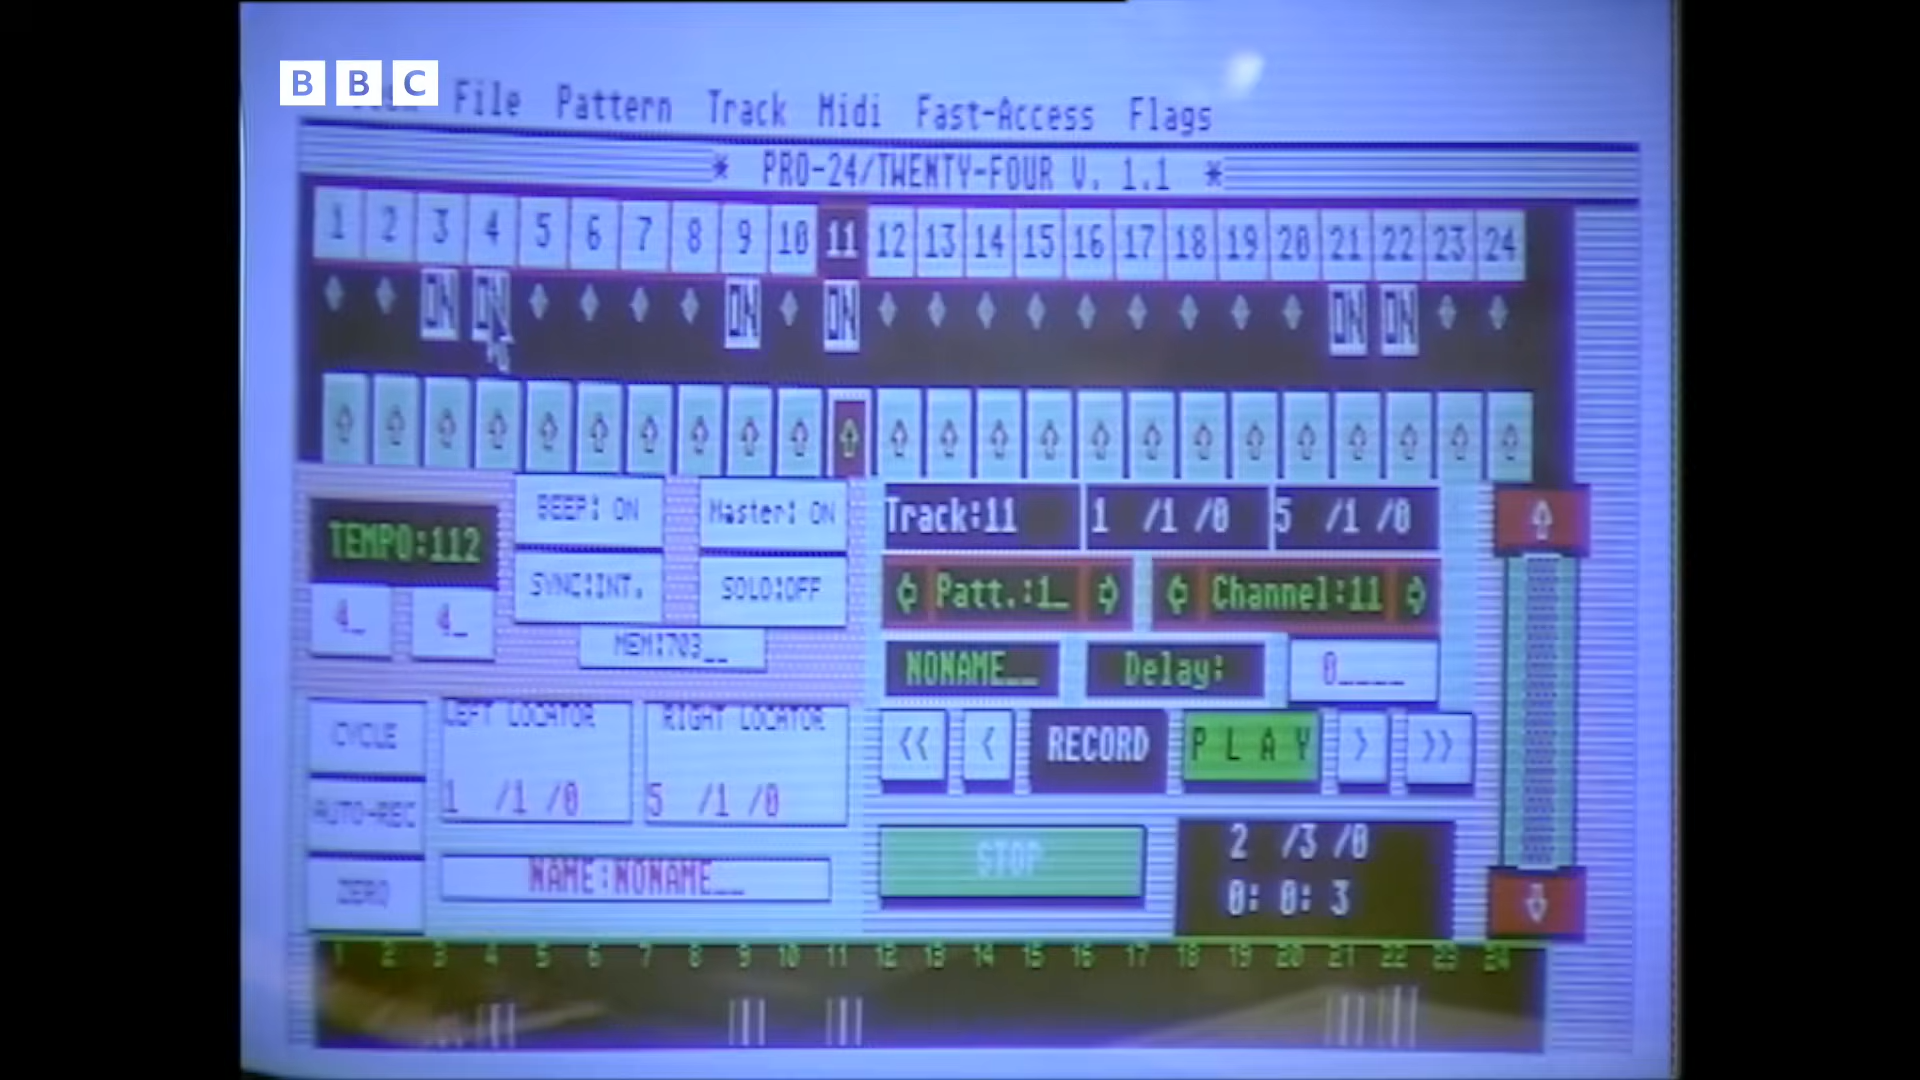 BBC
File Pattern Track Midi Fast-Access Flags
* PRO-24/TWENTY-FOUR V. 1.1 *
1 2 3 4 5 6 7 8 9 10 11 12 13 14 15 16 17 18 19 20 21 22 23 24
ON ON ON ON ON ON
TEMPO:112
BEEP: ON
Master: ON
Track:11 1 /1 /0 5 /1 /0
SYNC:INT.
SOLO:OFF
Patt.:1_
Channel:11
4_ 4_
MEM:703__
NONAME__
Delay:
0____
CYCLE
LEFT LOCATOR
RIGHT LOCATOR
1 /1 /0
5 /1 /0
<< < RECORD PLAY > >>
AUTO-REC
STOP
2 /3 /0
0: 0: 3
ZERO
NAME:NONAME__
1 2 3 4 5 6 7 8 9 10 11 12 13 14 15 16 17 18 19 20 21 22 23 24